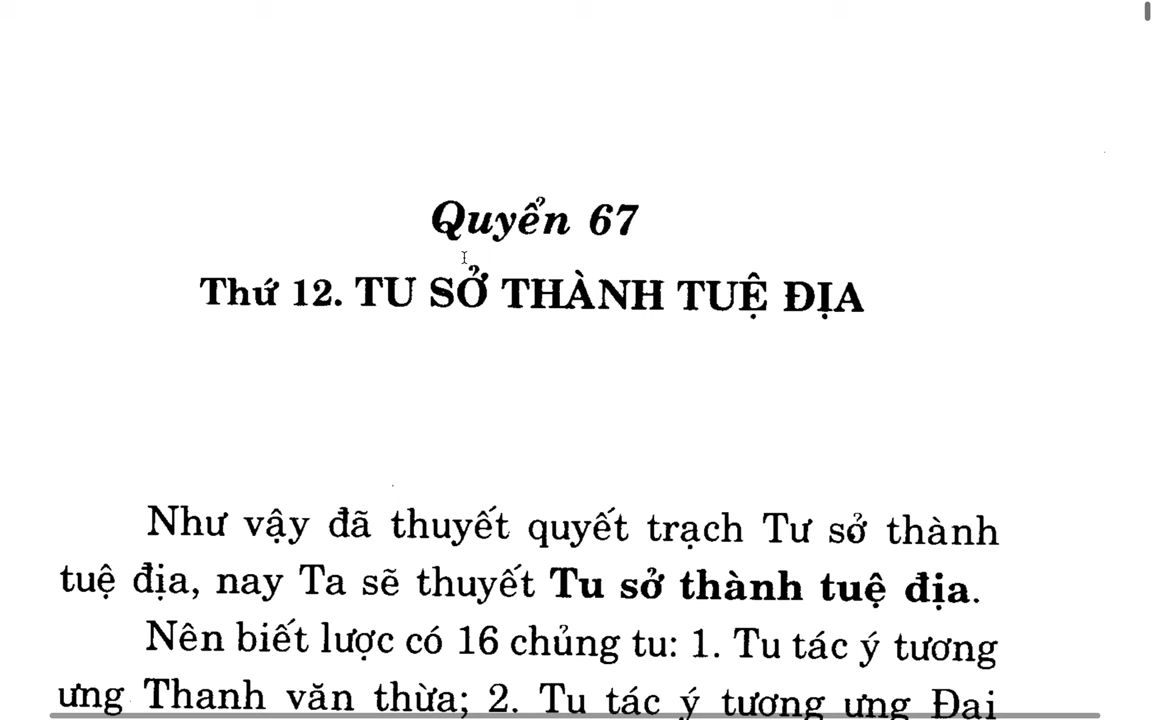 Quyển 67
Thứ 12. TU SỞ THÀNH TUỆ ĐỊA
Như vậy đã thuyết quyết trạch Tư sở thành
tuệ địa, nay Ta sẽ thuyết Tu sở thành tuệ địa.
Nên biết lược có 16 chủng tu: 1. Tu tác ý tương
ưng Thanh văn thừa; 2. Tu tác ý tương ưng Đại